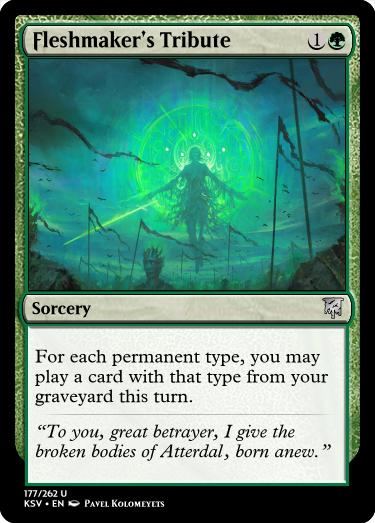 Fleshmaker's Tribute 1
Sorcery
For each permanent type, you may
play a card with that type from your
graveyard this turn.
“To you, great betrayer, I give the
broken bodies of Atterdal, born anew.”
177/262 U
KSV • EN PAVEL KOLOMEYETS